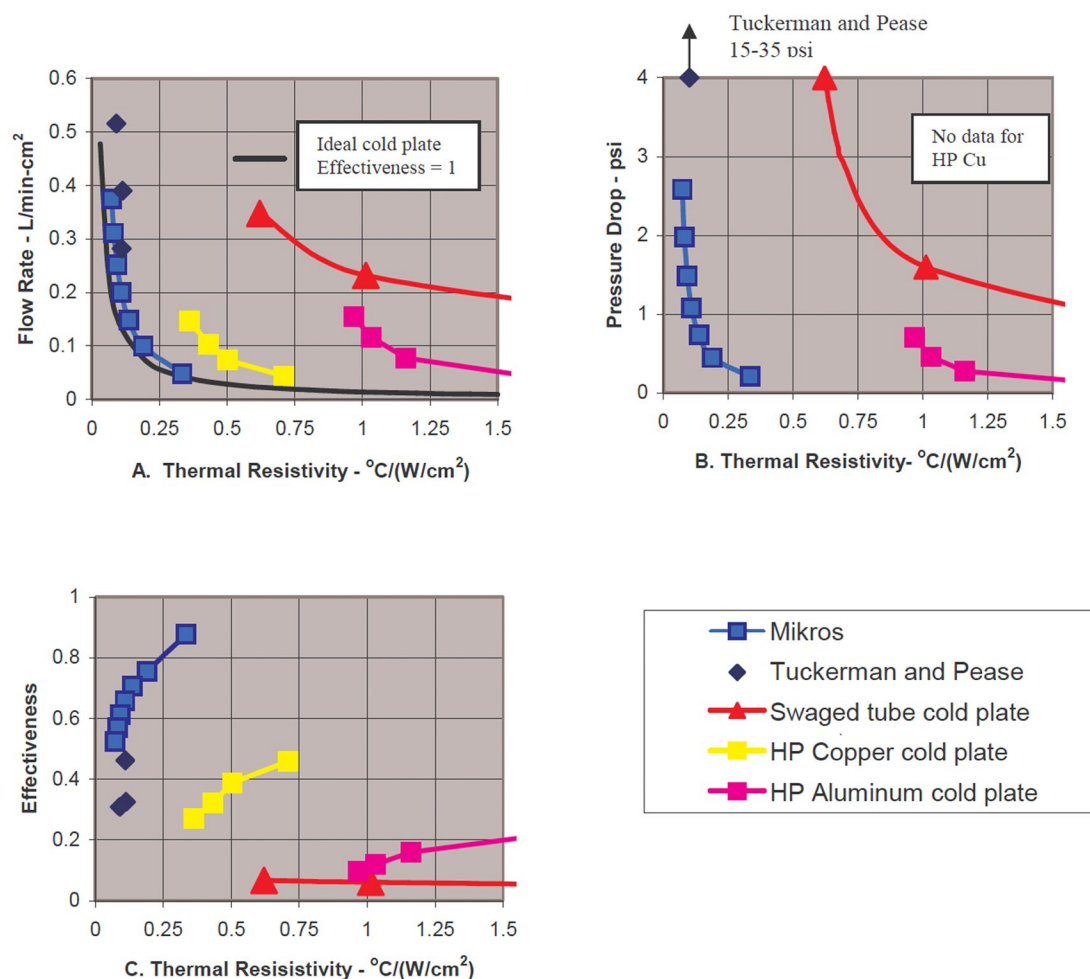 Tuckerman and Pease
15-35 psi
0.6
0.5
0.4
0.3
0.2
0.1
0
Flow Rate - L/min-cm²
Ideal cold plate
Effectiveness = 1
0 0.25 0.5 0.75 1 1.25 1.5
A. Thermal Resistivity - °C/(W/cm²)
4
3
2
1
0
Pressure Drop - psi
No data for
HP Cu
0 0.25 0.5 0.75 1 1.25 1.5
B. Thermal Resistivity- °C/(W/cm²)
1
0.8
0.6
0.4
0.2
0
Effectiveness
0 0.25 0.5 0.75 1 1.25 1.5
C. Thermal Resisistivity - °C/(W/cm²)
Mikros
Tuckerman and Pease
Swaged tube cold plate
HP Copper cold plate
HP Aluminum cold plate